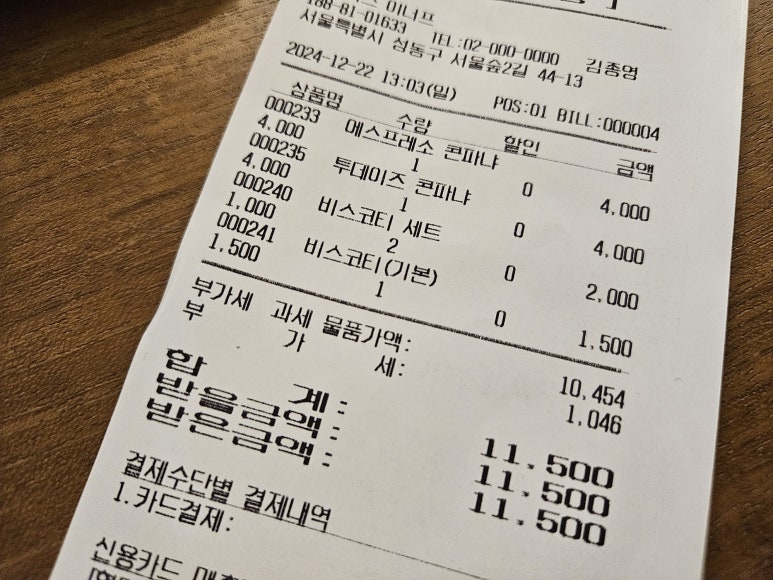 이너프
188-81-01633 TEL:02-000-0000 김종영
서울특별시 성동구 서울숲2길 44-13
2024-12-22 13:03(일) POS:01 BILL:000004
상품명 수량 할인 금액
000233 에스프레소 콘파냐
4,000 1 0 4,000
000235 투데이즈 콘파냐
4,000 1 0 4,000
000240 비스코티 세트
1,000 2 0 2,000
000241 비스코티(기본)
1,500 1 0 1,500
부가세 과세 물품가액: 10,454
부 가 세: 1,046
합 계: 11,500
받을금액: 11,500
받은금액: 11,500
결제수단별 결제내역
1.카드결제:
신용카드